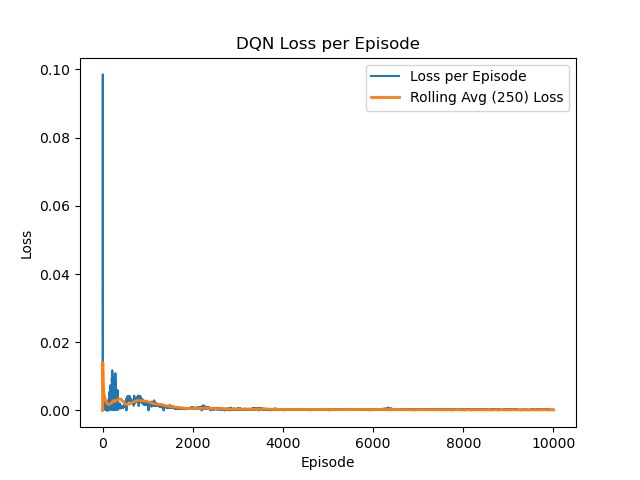 DQN Loss per Episode
Loss per Episode
Rolling Avg (250) Loss
0.10
0.08
0.06
0.04
0.02
0.00
Loss
0
2000
4000
6000
8000
10000
Episode